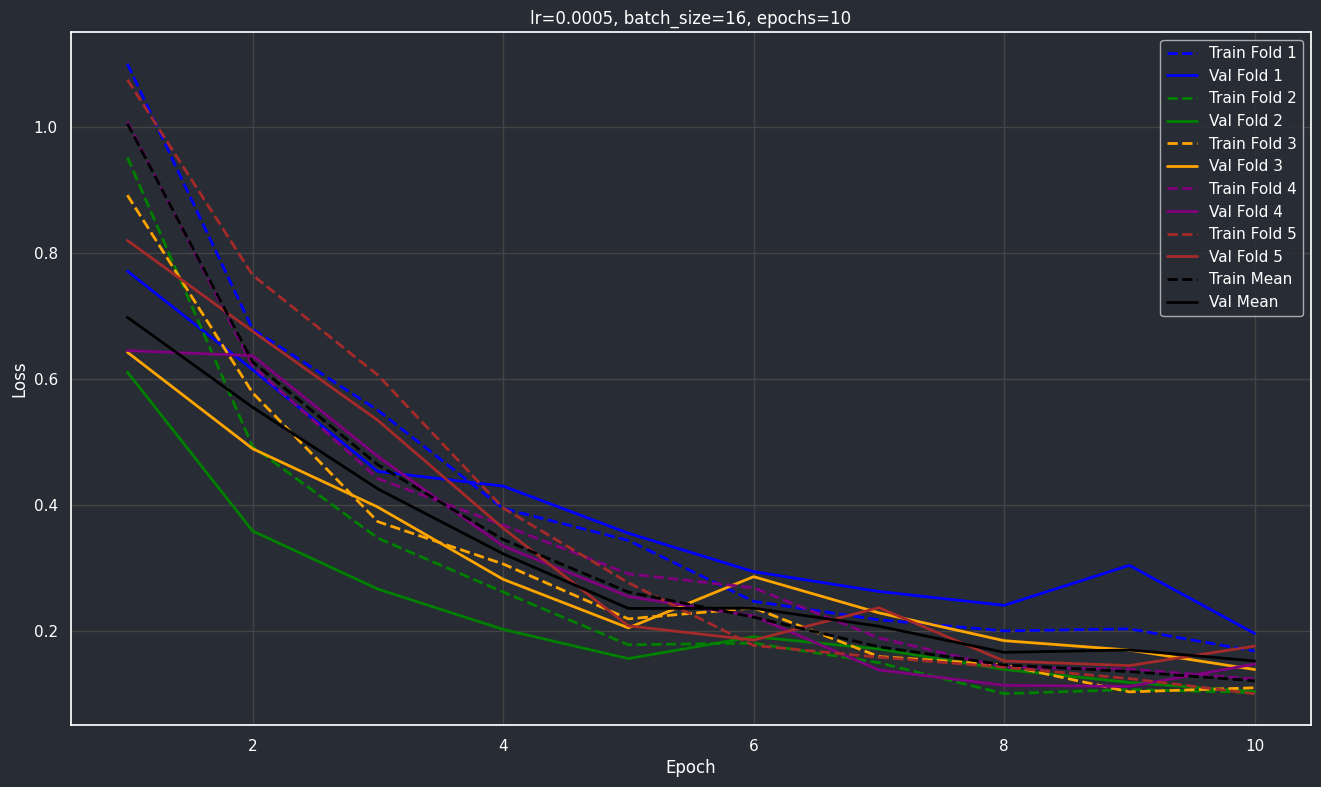 lr=0.0005, batch_size=16, epochs=10
Train Fold 1
Val Fold 1
Train Fold 2
Val Fold 2
Train Fold 3
Val Fold 3
Train Fold 4
Val Fold 4
Train Fold 5
Val Fold 5
Train Mean
Val Mean
Loss
1.0
0.8
0.6
0.4
0.2
2 4 6 8 10
Epoch